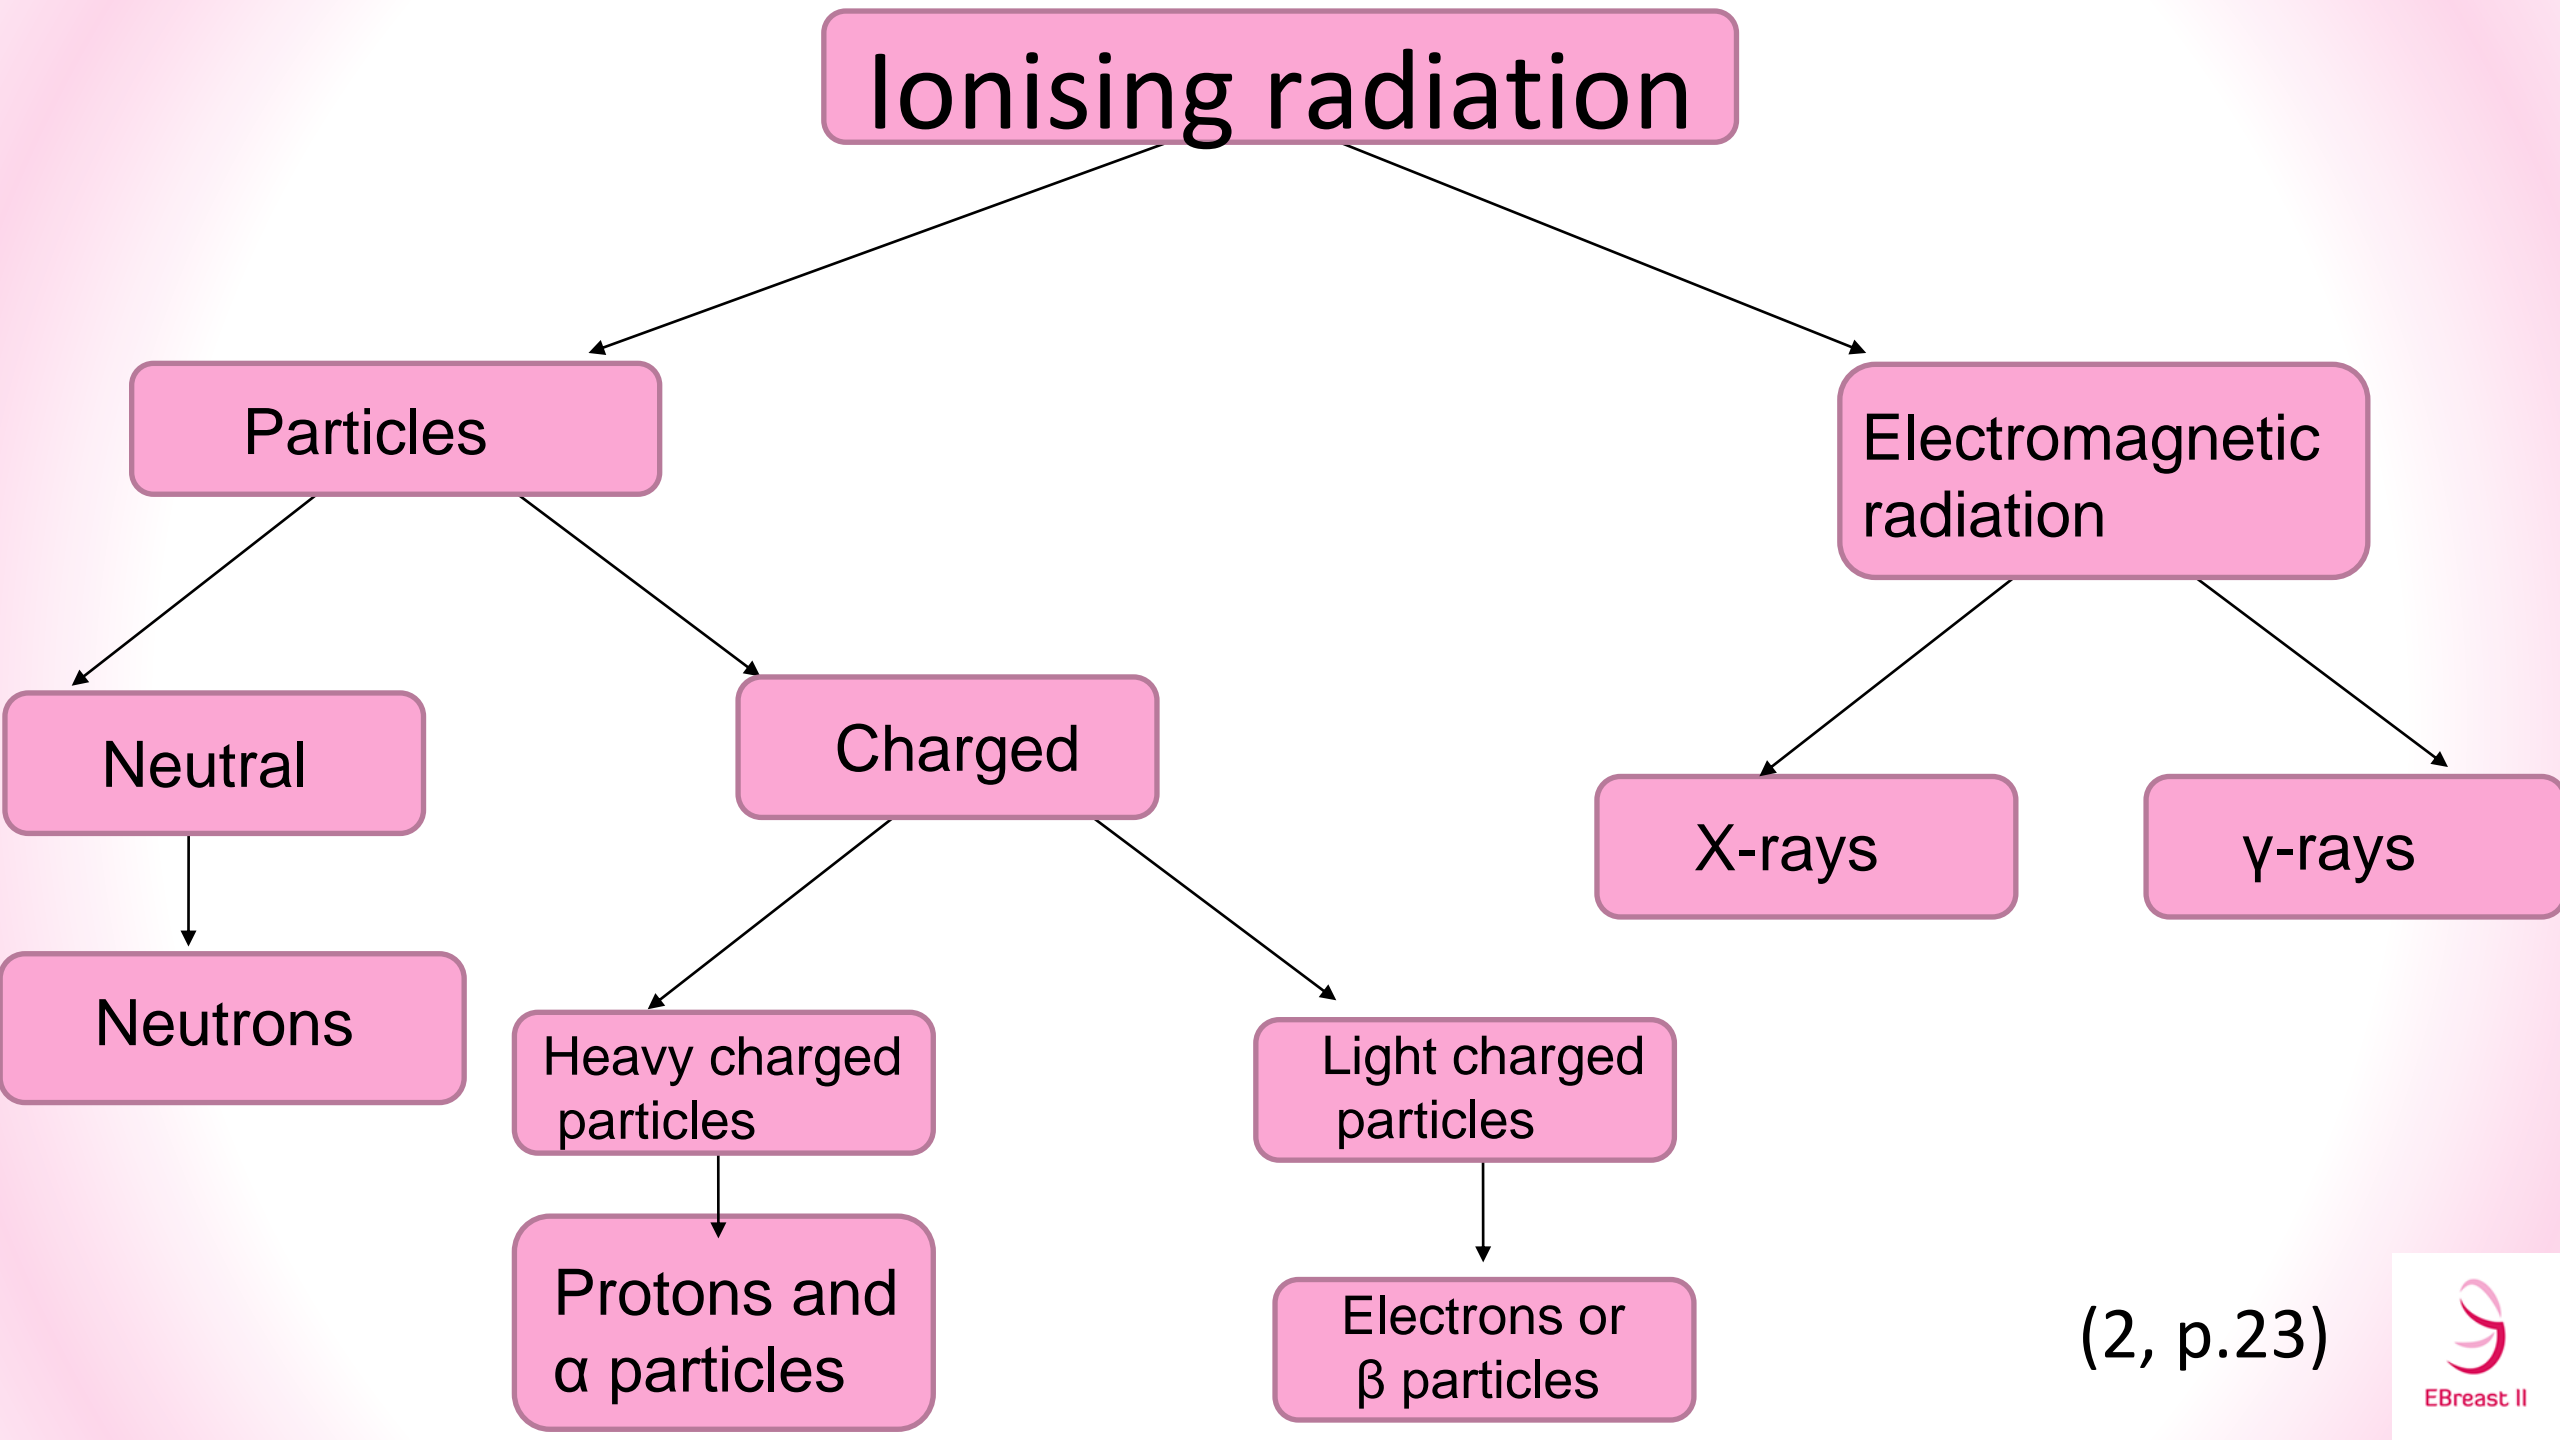 Ionising radiation
Particles
Electromagnetic
radiation
Neutral
Charged
X-rays
γ-rays
Neutrons
Heavy charged
particles
Light charged
particles
Protons and
α particles
Electrons or
β particles
(2, p.23)
EBreast II